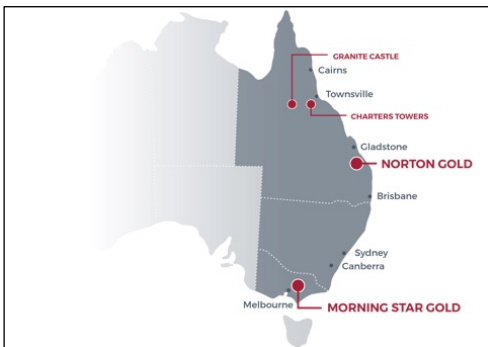 GRANITE CASTLE
Cairns
Townsville
CHARTERS TOWERS
Gladstone
NORTON GOLD
Brisbane
Sydney
Canberra
Melbourne
MORNING STAR GOLD